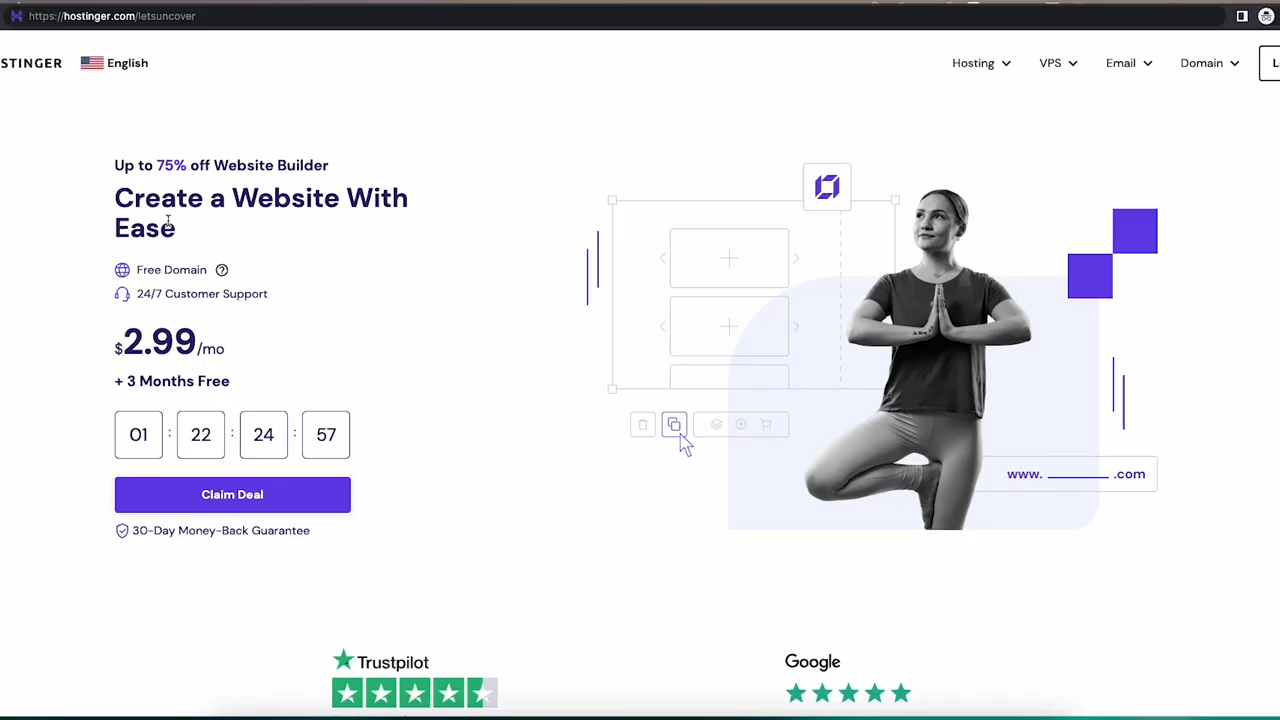 https://hostinger.com/letsuncover
STINGER English Hosting VPS Email Domain
Up to 75% off Website Builder
Create a Website With
Ease
Free Domain
24/7 Customer Support
$2.99/mo
+ 3 Months Free
01 : 22 : 24 : 57
Claim Deal
30-Day Money-Back Guarantee
www. ________ .com
Trustpilot
Google